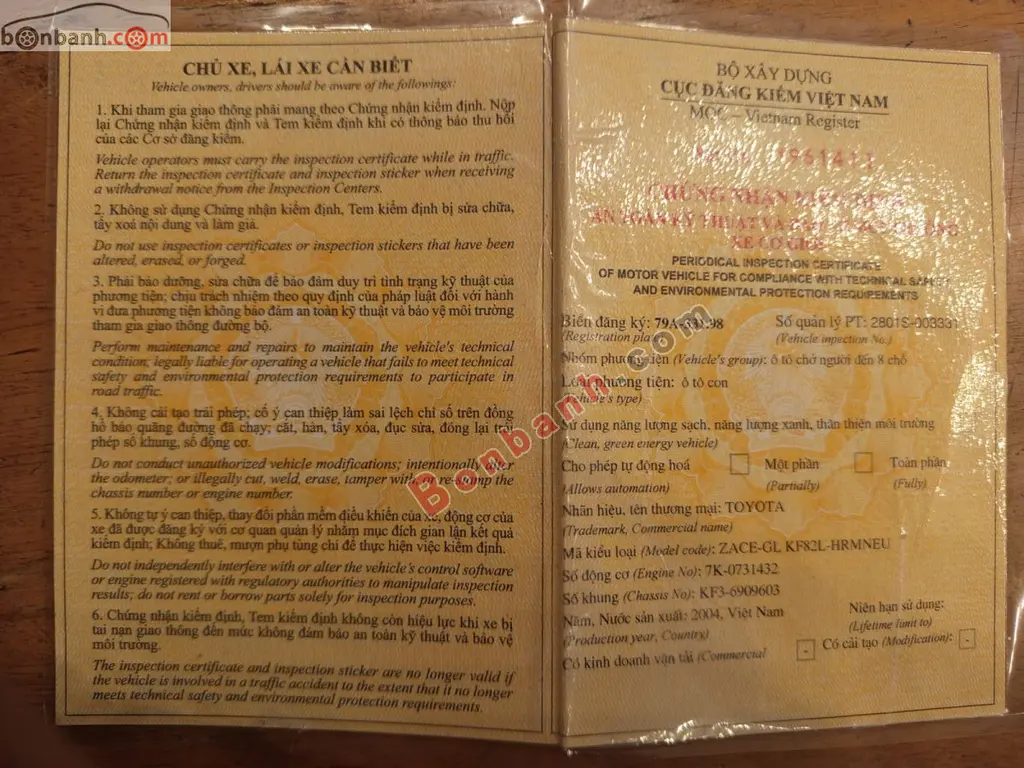 bonbanh.com
CHỦ XE, LÁI XE CẦN BIẾT
Vehicle owners, drivers should be aware of the followings:
1. Khi tham gia giao thông phải mang theo Chứng nhận kiểm định. Nộp
lại Chứng nhận kiểm định và Tem kiểm định khi có thông báo thu hồi
của các Cơ sở đăng kiểm.
Vehicle operators must carry the inspection certificate while in traffic.
Return the inspection certificate and inspection sticker when receiving
a withdrawal notice from the Inspection Centers.
2. Không sử dụng Chứng nhận kiểm định, Tem kiểm định bị sửa chữa,
tẩy xoá nội dung và làm giả.
Do not use inspection certificates or inspection stickers that have been
altered, erased, or forged.
3. Phải bảo dưỡng, sửa chữa để bảo đảm duy trì tình trạng kỹ thuật của
phương tiện; chịu trách nhiệm theo quy định của pháp luật đối với hành
vi đưa phương tiện không bảo đảm an toàn kỹ thuật và bảo vệ môi trường
tham gia giao thông đường bộ.
Perform maintenance and repairs to maintain the vehicle's technical
condition, legally liable for operating a vehicle that fails to meet technical
safety and environmental protection requirements to participate in
road traffic.
4. Không cải tạo trái phép; cố ý can thiệp làm sai lệch chỉ số trên đồng
hồ báo quãng đường đã chạy; cắt, hàn, tẩy xóa, đục sửa, đóng lại trái
phép số khung, số động cơ.
Do not conduct unauthorized vehicle modifications; intentionally alter
the odometer; or illegally cut, weld, erase, tamper with, or re-stamp the
chassis number or engine number.
5. Không tự ý can thiệp, thay đổi phần mềm điều khiển của xe, động cơ của
xe đã được đăng ký với cơ quan quản lý nhằm mục đích gian lận kết quả
kiểm định; Không thuê, mượn phụ tùng chỉ để thực hiện việc kiểm định.
Do not independently interfere with or alter the vehicle's control software
or engine registered with regulatory authorities to manipulate inspection
results; do not rent or borrow parts solely for inspection purposes.
6. Chứng nhận kiểm định, Tem kiểm định không còn hiệu lực khi xe bị
tai nạn giao thông đến mức không đảm bảo an toàn kỹ thuật và bảo vệ
môi trường.
The inspection certificate and inspection sticker are no longer valid if
the vehicle is involved in a traffic accident to the extent that it no longer
meets technical safety and environmental protection requirements.
BỘ XÂY DỰNG
CỤC ĐĂNG KIỂM VIỆT NAM
MOC – Vietnam Register
CHỨNG NHẬN KIỂM ĐỊNH
AN TOÀN KỸ THUẬT VÀ
XE CƠ GIỚI
PERIODICAL INSPECTION CERTIFICATE
OF MOTOR VEHICLE FOR COMPLIANCE WITH TECHNICAL SAFETY
AND ENVIRONMENTAL PROTECTION REQUIREMENTS
Biển đăng ký: 79A-331.98 Số quản lý PT: 2801S-003331
(Registration plate) (Vehicle inpection No.)
Nhóm phương tiện (Vehicle's group): ô tô chở người đến 8 chỗ
Loại phương tiện: ô tô con
(Vehicle's type)
Sử dụng năng lượng sạch, năng lượng xanh, thân thiện môi trường
(Clean, green energy vehicle)
Cho phép tự động hoá Một phần Toàn phần
(Allows automation) (Partially) (Fully)
Nhãn hiệu, tên thương mại: TOYOTA
(Trademark, Commercial name)
Mã kiểu loại (Model code): ZACE-GL KF82L-HRMNEU
Số động cơ (Engine No): 7K-0731432
Số khung (Chassis No): KF3-6909603
Năm, Nước sản xuất: 2004, Việt Nam Niên hạn sử dụng:
(Production year, Country) (Lifetime limit to)
Có kinh doanh vận tải (Commercial - Có cải tạo (Modification): -
Bonbanh.com